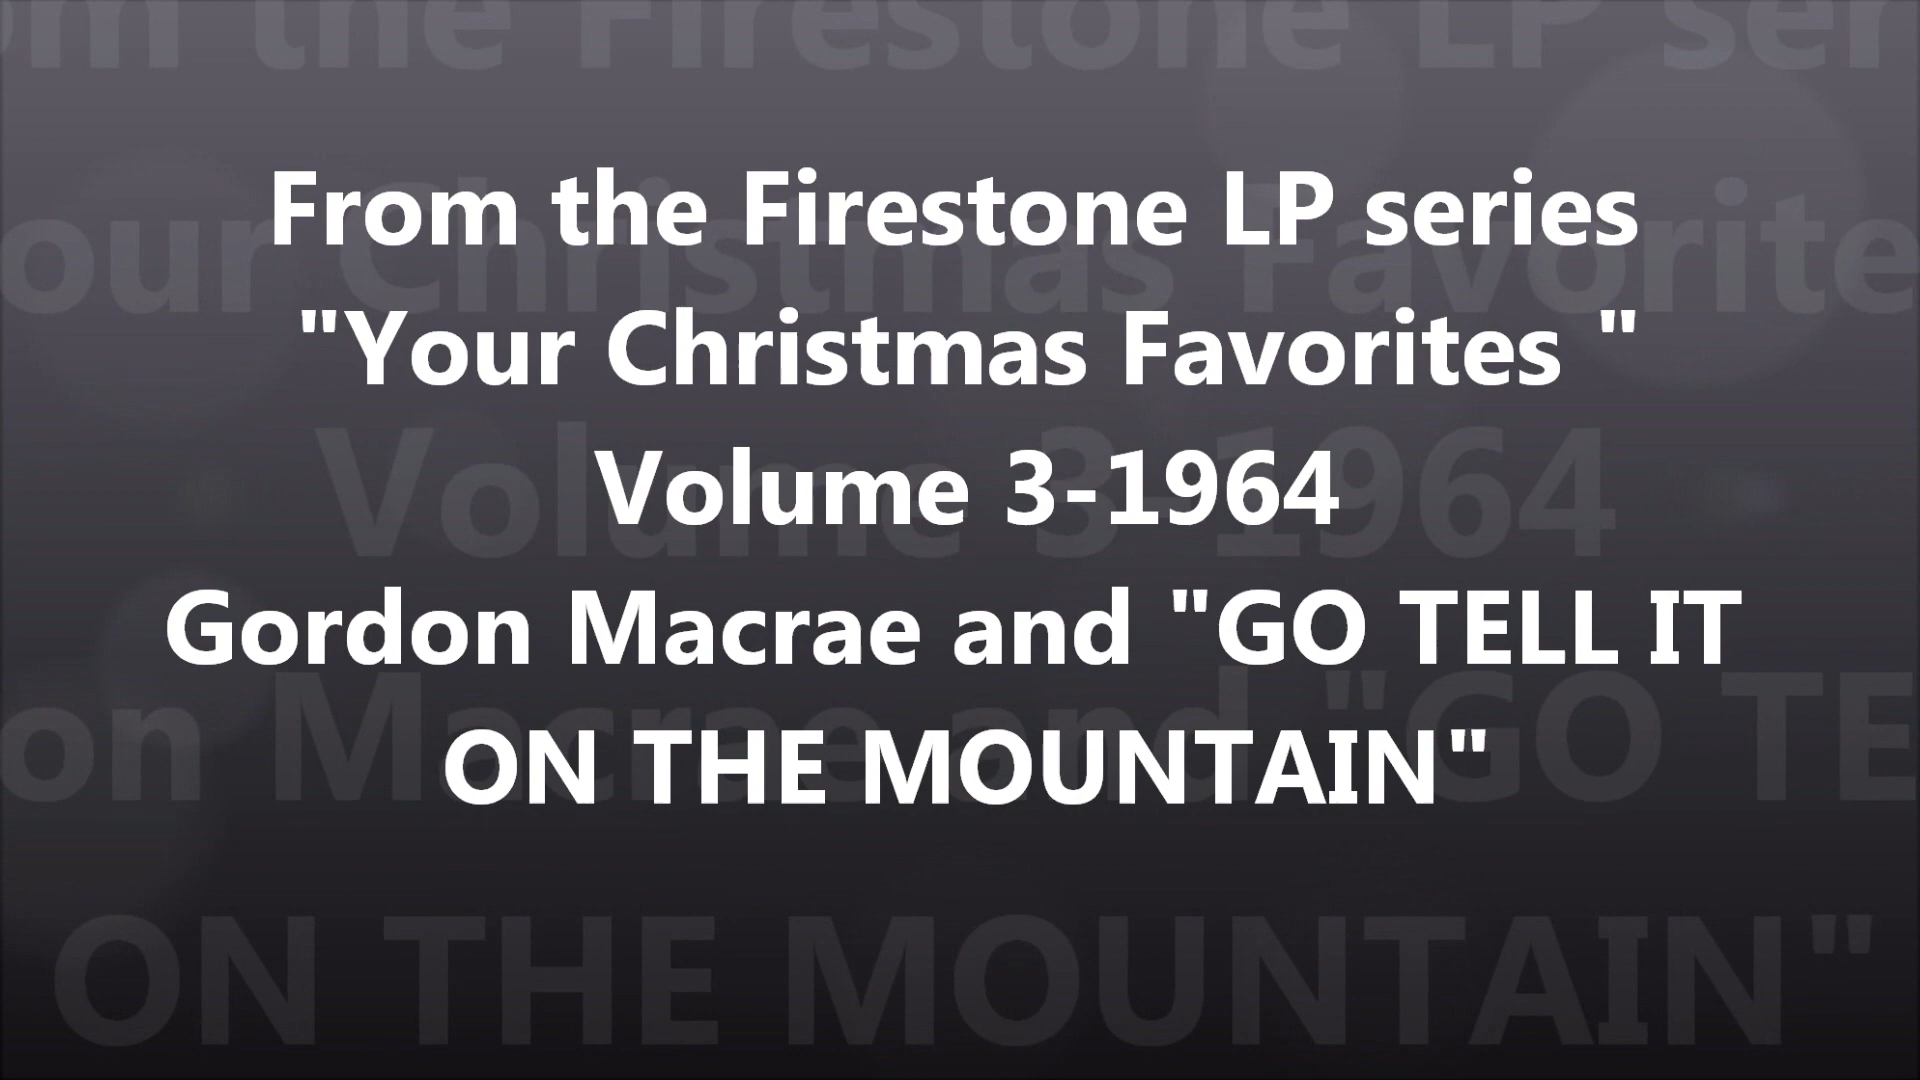 From the Firestone LP series
"Your Christmas Favorites "
Volume 3-1964
Gordon Macrae and "GO TELL IT
ON THE MOUNTAIN"